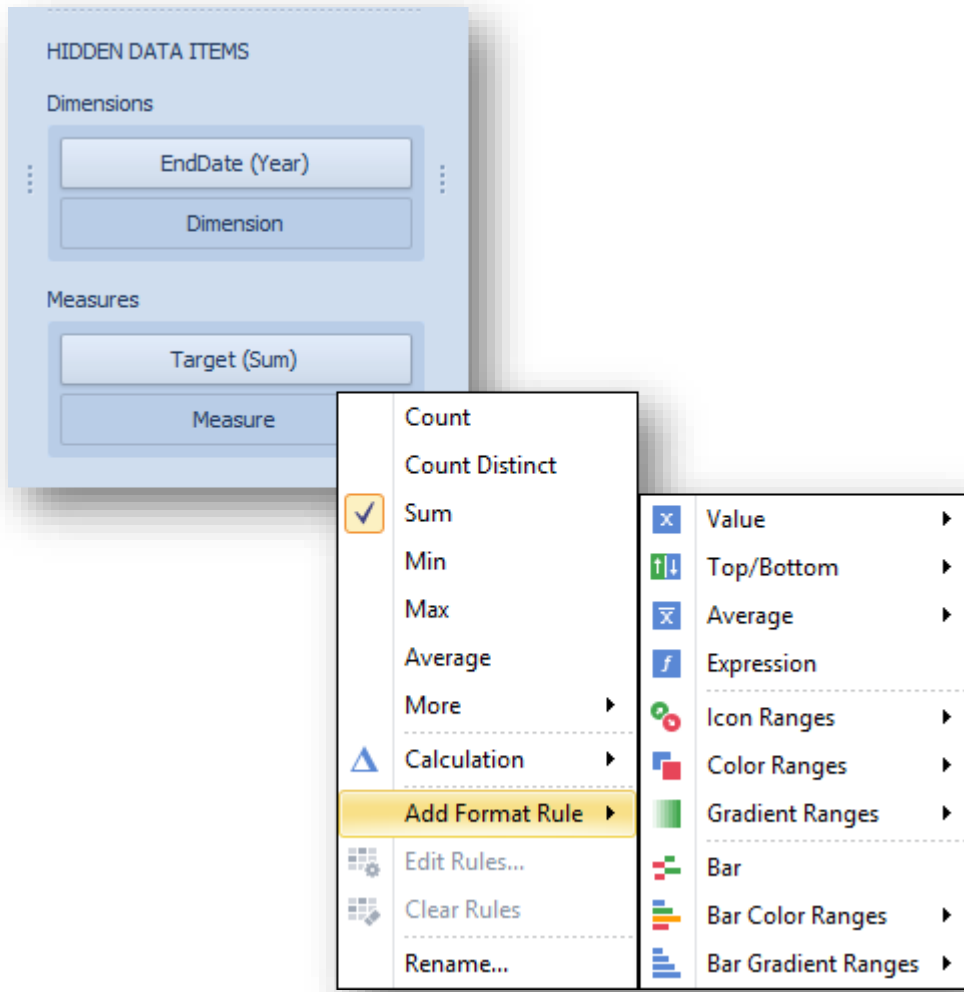 HIDDEN DATA ITEMS
Dimensions
EndDate (Year)
Dimension
Measures
Target (Sum)
Measure
Count
Count Distinct
Sum
Min
Max
Average
More
Calculation
Add Format Rule
Edit Rules...
Clear Rules
Rename...
Value
Top/Bottom
Average
Expression
Icon Ranges
Color Ranges
Gradient Ranges
Bar
Bar Color Ranges
Bar Gradient Ranges